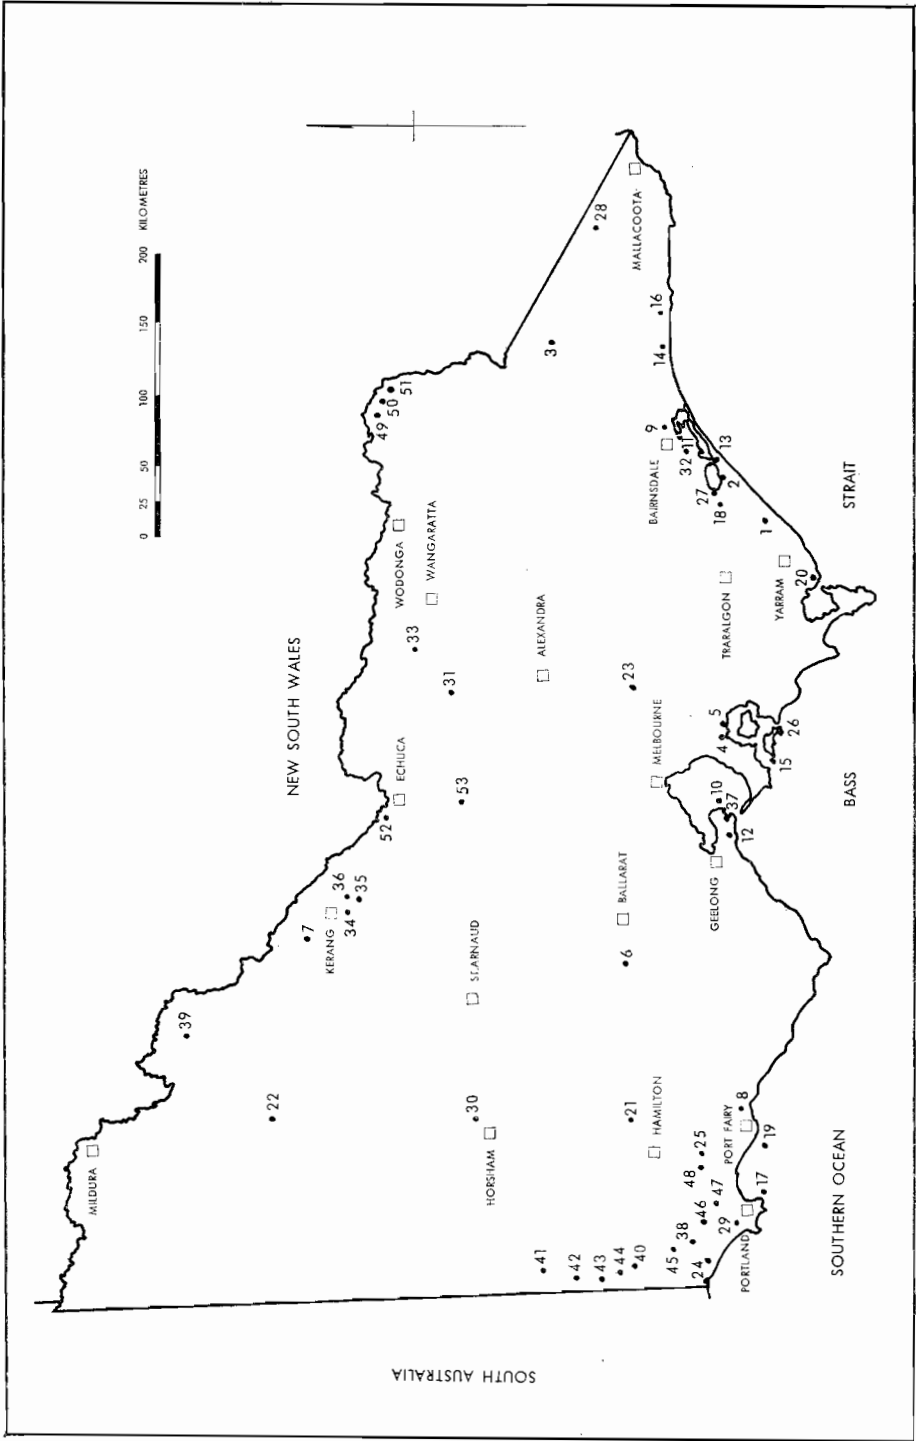 KILOMETRES
0 25 50 100 150 200
NEW SOUTH WALES
SOUTH AUSTRALIA
SOUTHERN OCEAN
BASS
STRAIT
MILDURA
39
22
7
KERANG
34
36
35
52
ECHUCA
53
31
33
WODONGA
WANGARATTA
49
50
51
ST. ARNAUD
30
HORSHAM
ALEXANDRA
3
28
MALLACOOTA
16
14
9
BAIRNSDALE
32
11
13
27
2
18
1
TRARALGON
YARRAM
20
23
MELBOURNE
4
5
26
15
10
37
12
GEELONG
BALLARAT
6
21
HAMILTON
41
42
43
44
40
45
38
24
46
47
48
25
29
PORTLAND
17
PORT FAIRY
8
19